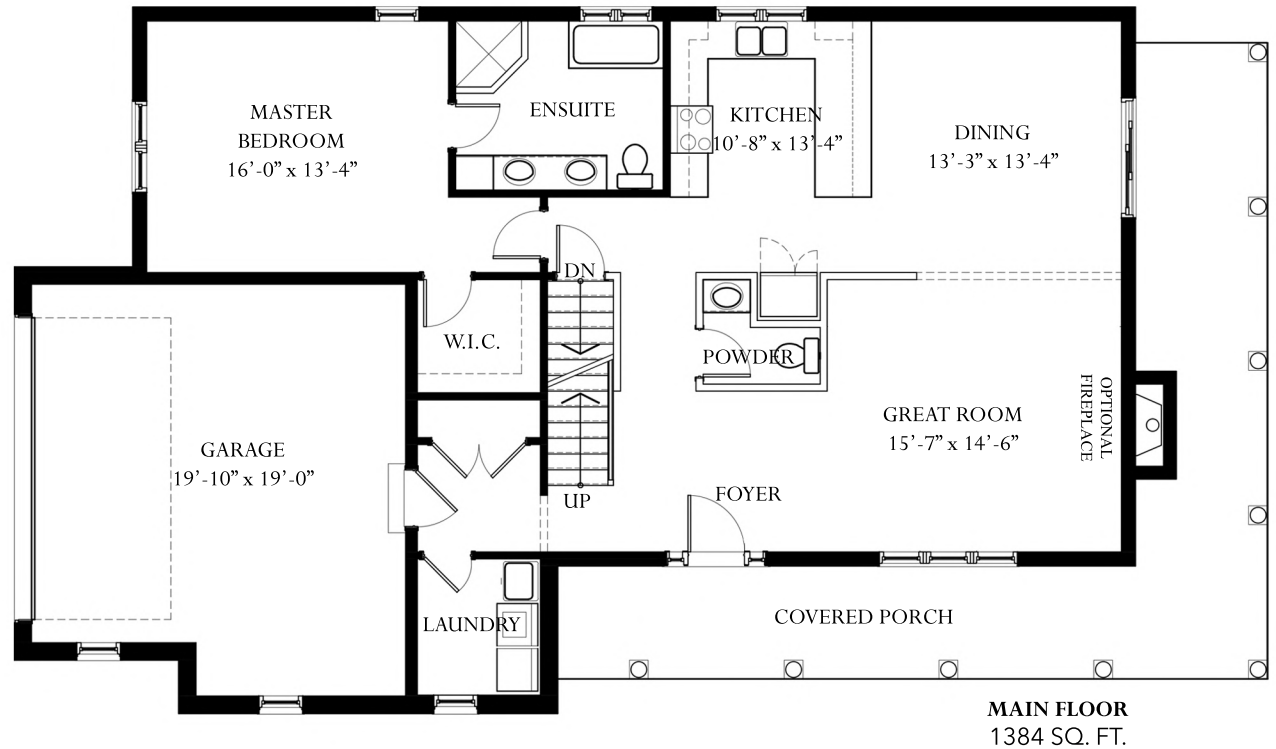 MASTER
BEDROOM
16'-0” x 13'-4”
ENSUITE
KITCHEN
10'-8” x 13'-4”
DINING
13'-3” x 13'-4”
DN
W.I.C.
POWDER
GREAT ROOM
15'-7” x 14'-6”
OPTIONAL
FIREPLACE
GARAGE
19'-10” x 19'-0”
UP
FOYER
LAUNDRY
COVERED PORCH
MAIN FLOOR
1384 SQ. FT.